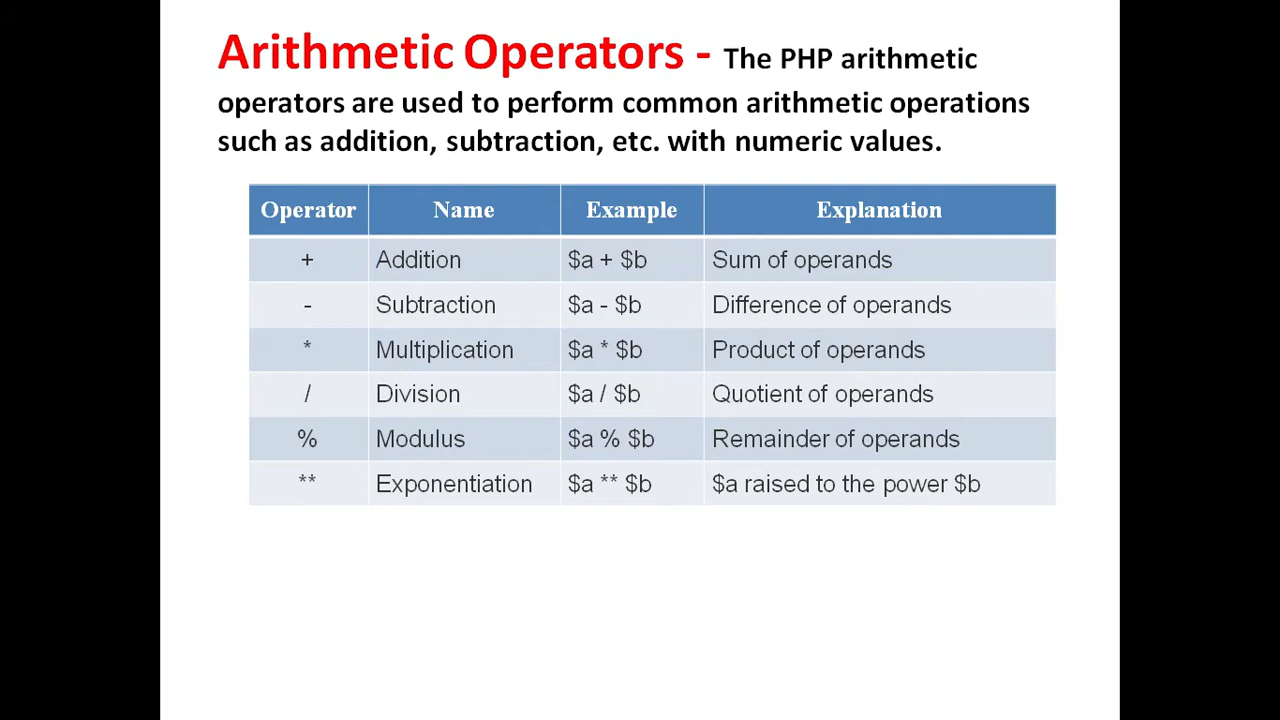 Arithmetic Operators - The PHP arithmetic
operators are used to perform common arithmetic operations
such as addition, subtraction, etc. with numeric values.
Operator Name Example Explanation
+ Addition $a + $b Sum of operands
- Subtraction $a - $b Difference of operands
* Multiplication $a * $b Product of operands
/ Division $a / $b Quotient of operands
% Modulus $a % $b Remainder of operands
** Exponentiation $a ** $b $a raised to the power $b